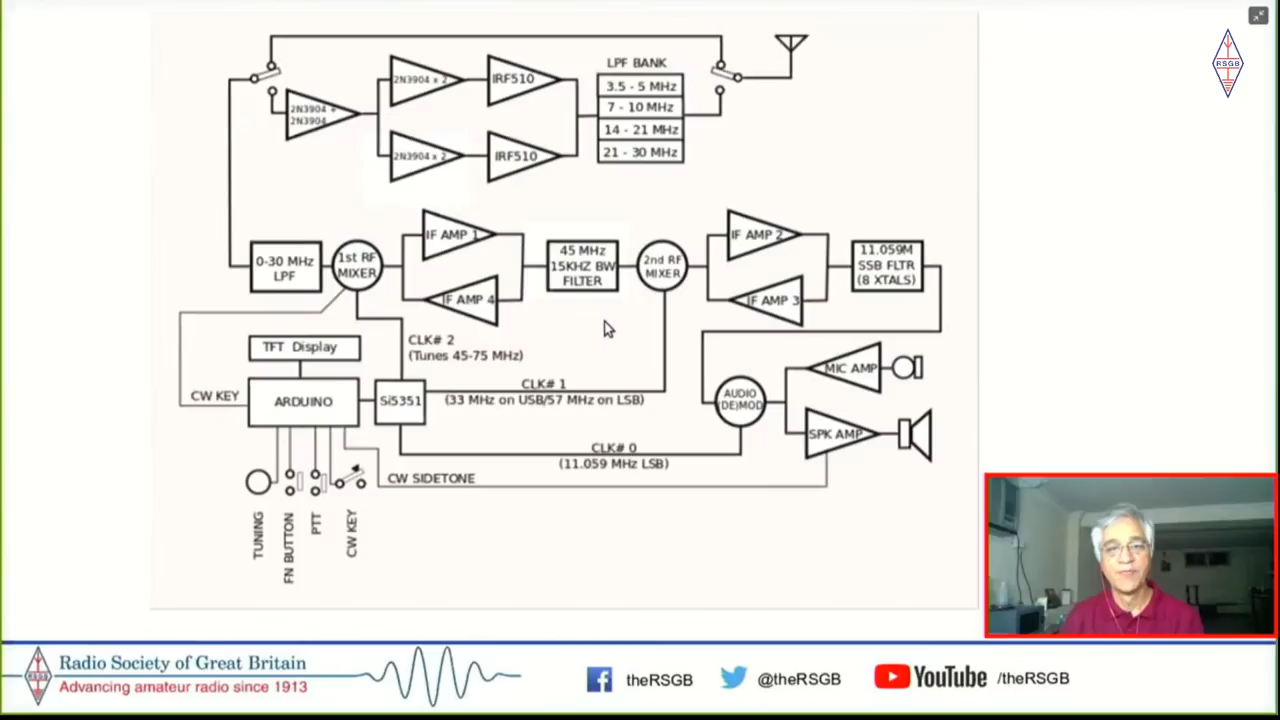 RSGB
LPF BANK
3.5 - 5 MHz
7 - 10 MHz
14 - 21 MHz
21 - 30 MHz
2N3904 x 2
IRF510
2N3904 +
2N3904
2N3904 x 2
IRF510
0-30 MHz
LPF
1st RF
MIXER
IF AMP 1
IF AMP 4
45 MHz
15KHZ BW
FILTER
2nd RF
MIXER
IF AMP 2
IF AMP 3
11.059M
SSB FLTR
(8 XTALS)
TFT Display
CLK# 2
(Tunes 45-75 MHz)
CW KEY
ARDUINO
Si5351
CLK# 1
(33 MHz on USB/57 MHz on LSB)
AUDIO
(DE)MOD
MIC AMP
SPK AMP
CLK# 0
(11.059 MHz LSB)
CW SIDETONE
TUNING
FN BUTTON
PTT
CW KEY
RSGB
Radio Society of Great Britain
Advancing amateur radio since 1913
theRSGB
@theRSGB
YouTube /theRSGB